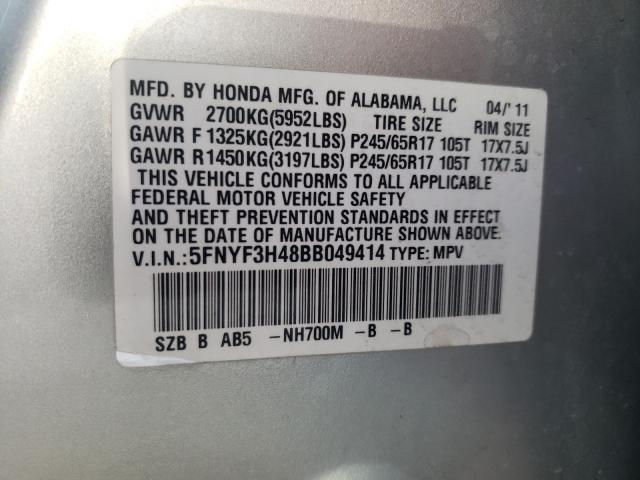 MFD. BY HONDA MFG. OF ALABAMA, LLC 04/' 11
GVWR 2700KG(5952LBS) TIRE SIZE RIM SIZE
GAWR F 1325KG(2921LBS) P245/65R17 105T 17X7.5J
GAWR R1450KG(3197LBS) P245/65R17 105T 17X7.5J
THIS VEHICLE CONFORMS TO ALL APPLICABLE
FEDERAL MOTOR VEHICLE SAFETY
AND THEFT PREVENTION STANDARDS IN EFFECT
ON THE DATE OF MANUFACTURE SHOWN ABOVE.
V.I.N.:5FNYF3H48BB049414 TYPE: MPV
SZB B AB5 -NH700M -B -B